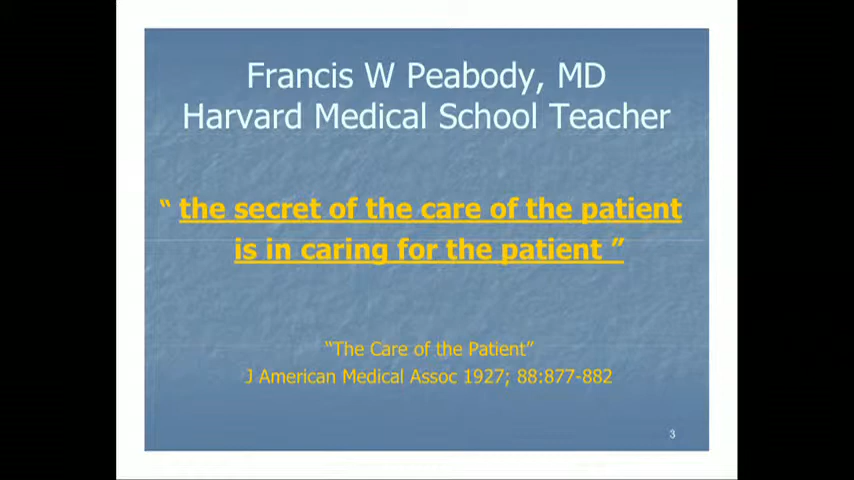 Francis W Peabody, MD
Harvard Medical School Teacher
“ the secret of the care of the patient
is in caring for the patient ”
“The Care of the Patient”
J American Medical Assoc 1927; 88:877-882
3